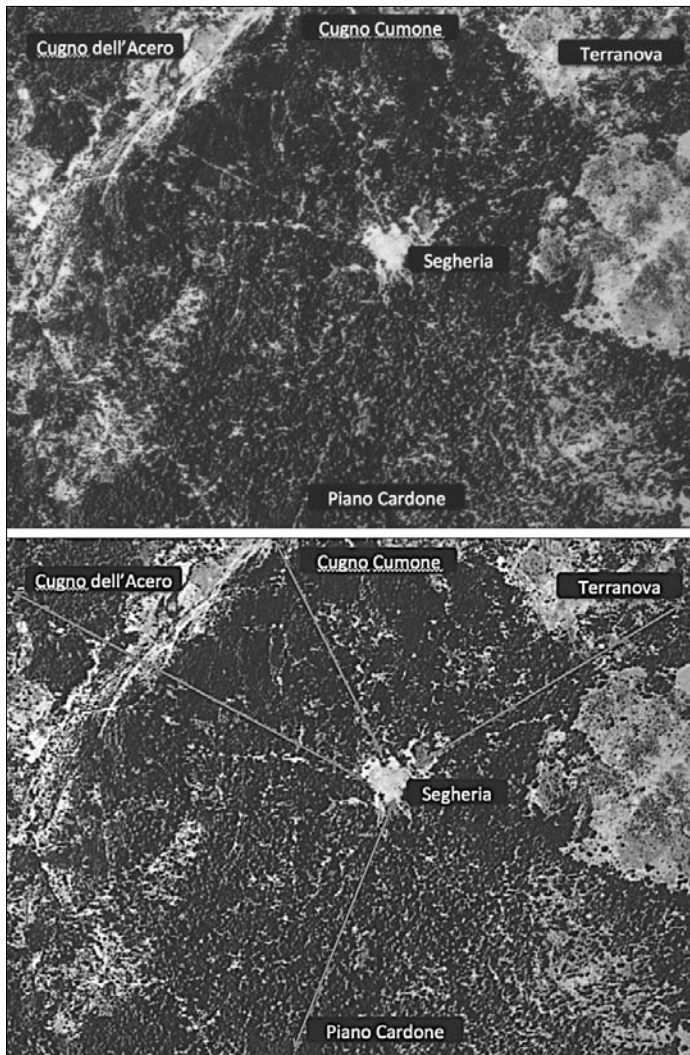 Cugno dell'Acero
Cugno Cumone
Terranova
Segheria
Piano Cardone
Cugno dell'Acero
Cugno Cumone
Terranova
Segheria
Piano Cardone